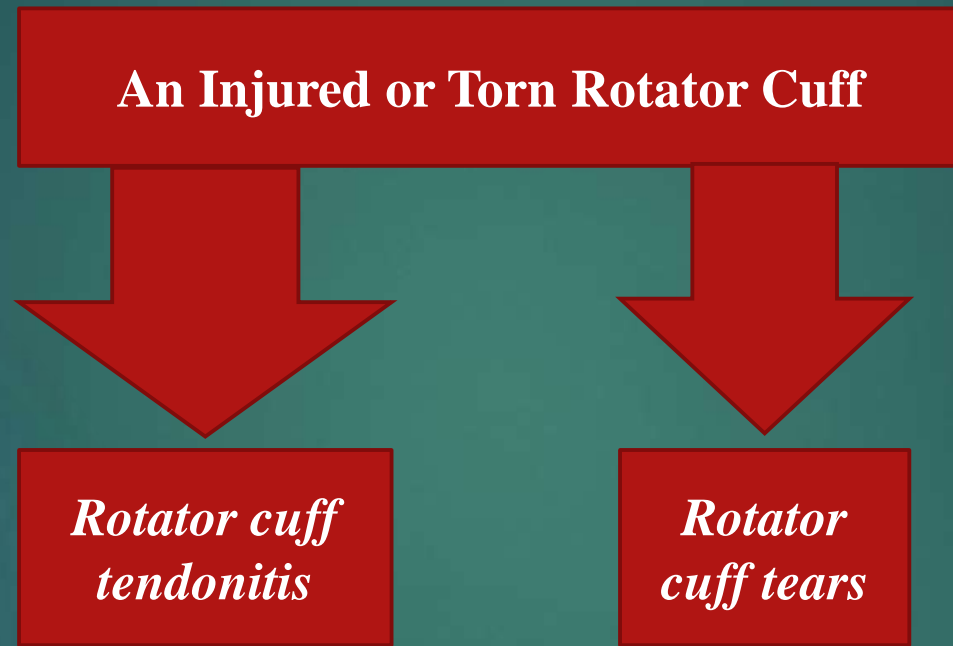 An Injured or Torn Rotator Cuff
Rotator cuff
tendonitis
Rotator
cuff tears